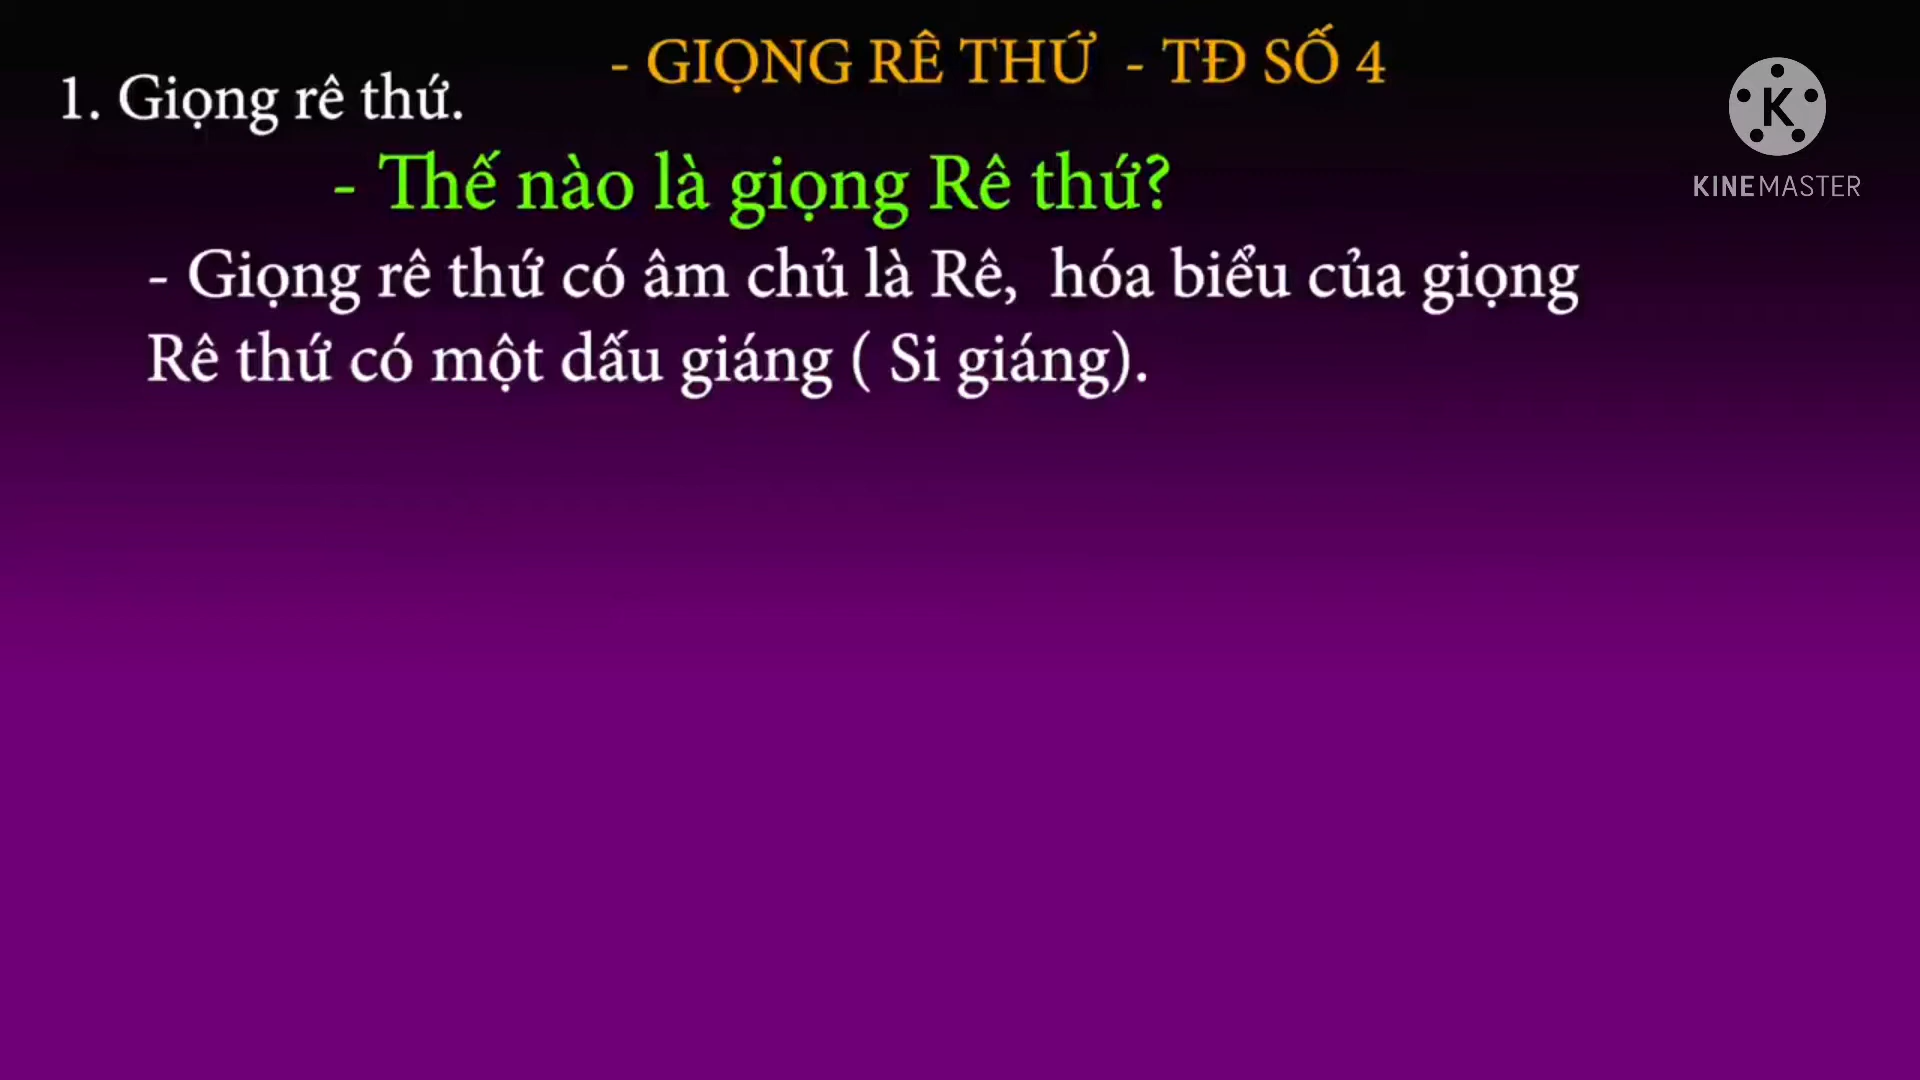 - GIỌNG RÊ THỨ - TĐ SỐ 4
1. Giọng rê thứ.
- Thế nào là giọng Rê thứ?
- Giọng rê thứ có âm chủ là Rê, hóa biểu của giọng
Rê thứ có một dấu giáng ( Si giáng).
K
KINEMASTER